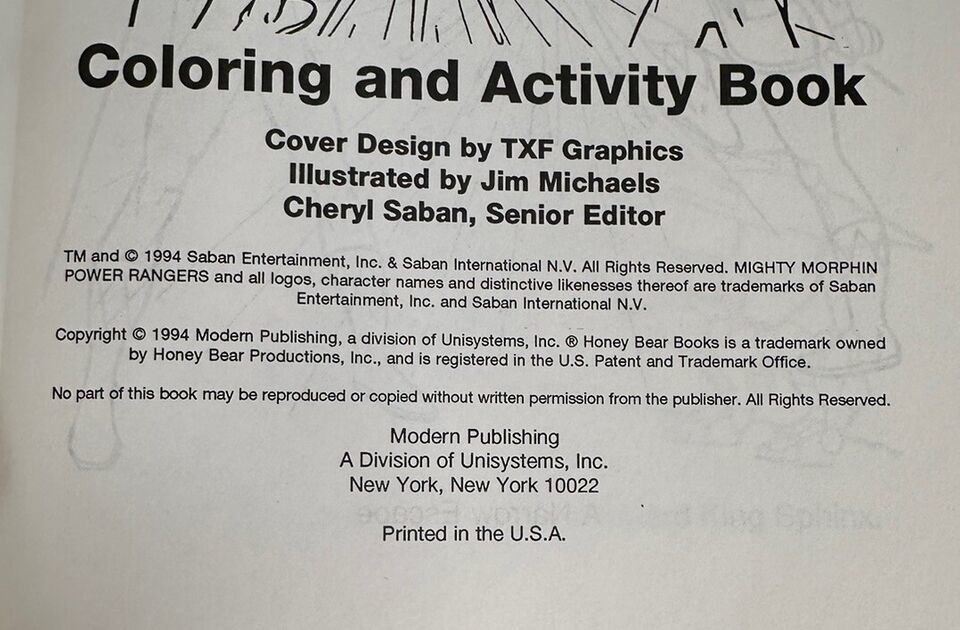 Coloring and Activity Book
Cover Design by TXF Graphics
Illustrated by Jim Michaels
Cheryl Saban, Senior Editor
TM and © 1994 Saban Entertainment, Inc. & Saban International N.V. All Rights Reserved. MIGHTY MORPHIN
POWER RANGERS and all logos, character names and distinctive likenesses thereof are trademarks of Saban
Entertainment, Inc. and Saban International N.V.
Copyright © 1994 Modern Publishing, a division of Unisystems, Inc. ® Honey Bear Books is a trademark owned
by Honey Bear Productions, Inc., and is registered in the U.S. Patent and Trademark Office.
No part of this book may be reproduced or copied without written permission from the publisher. All Rights Reserved.
Modern Publishing
A Division of Unisystems, Inc.
New York, New York 10022
Printed in the U.S.A.